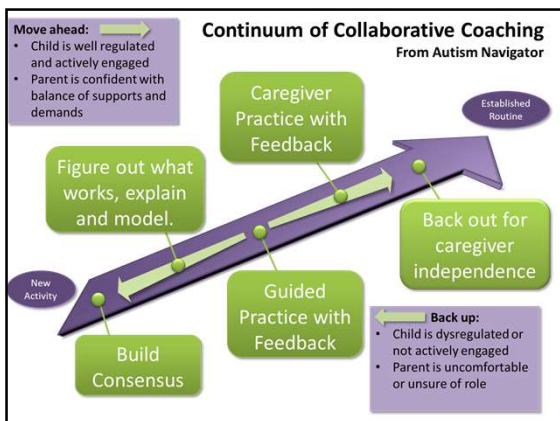 Continuum of Collaborative Coaching
From Autism Navigator
Move ahead:
• Child is well regulated
and actively engaged
• Parent is confident with
balance of supports and
demands
Established
Routine
Caregiver
Practice with
Feedback
Figure out what
works, explain
and model.
Back out for
caregiver
independence
New
Activity
Guided
Practice with
Feedback
Build
Consensus
Back up:
• Child is dysregulated or
not actively engaged
• Parent is uncomfortable
or unsure of role